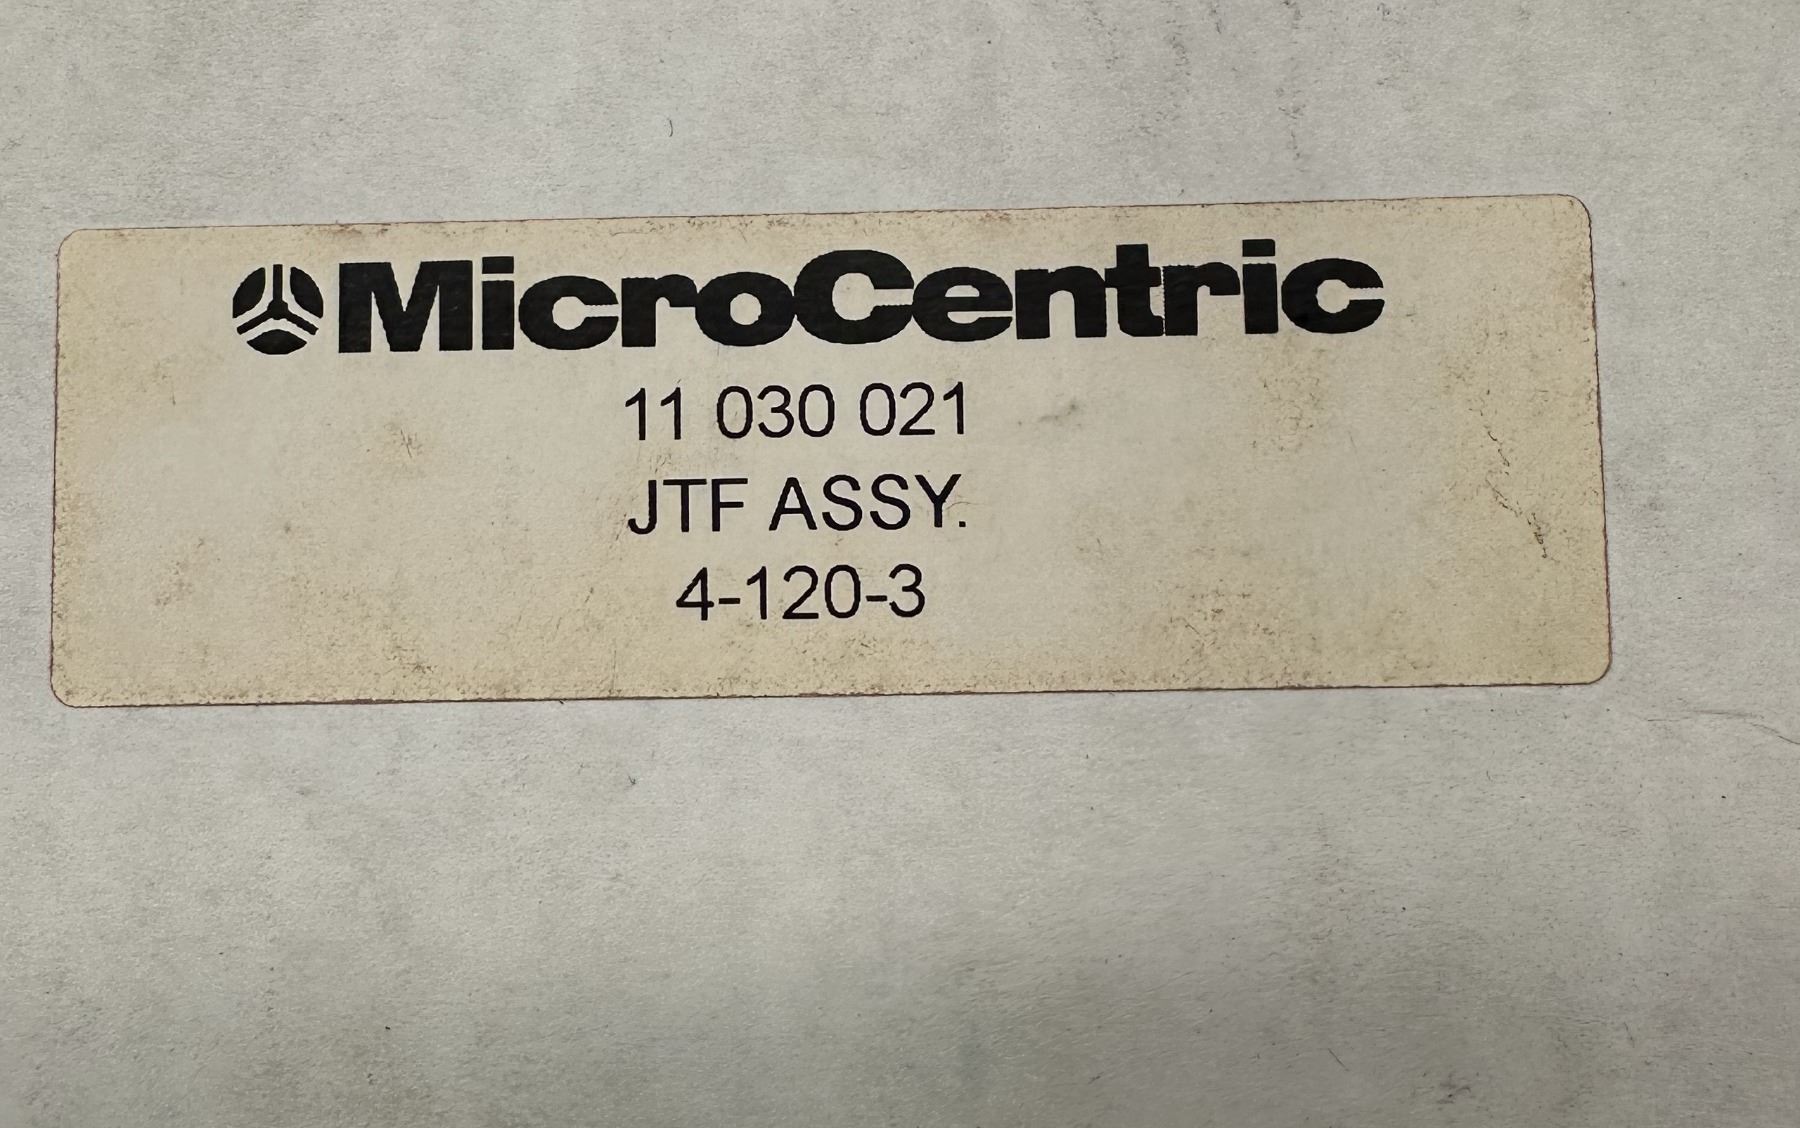 MicroCentric
11 030 021
JTF ASSY.
4-120-3